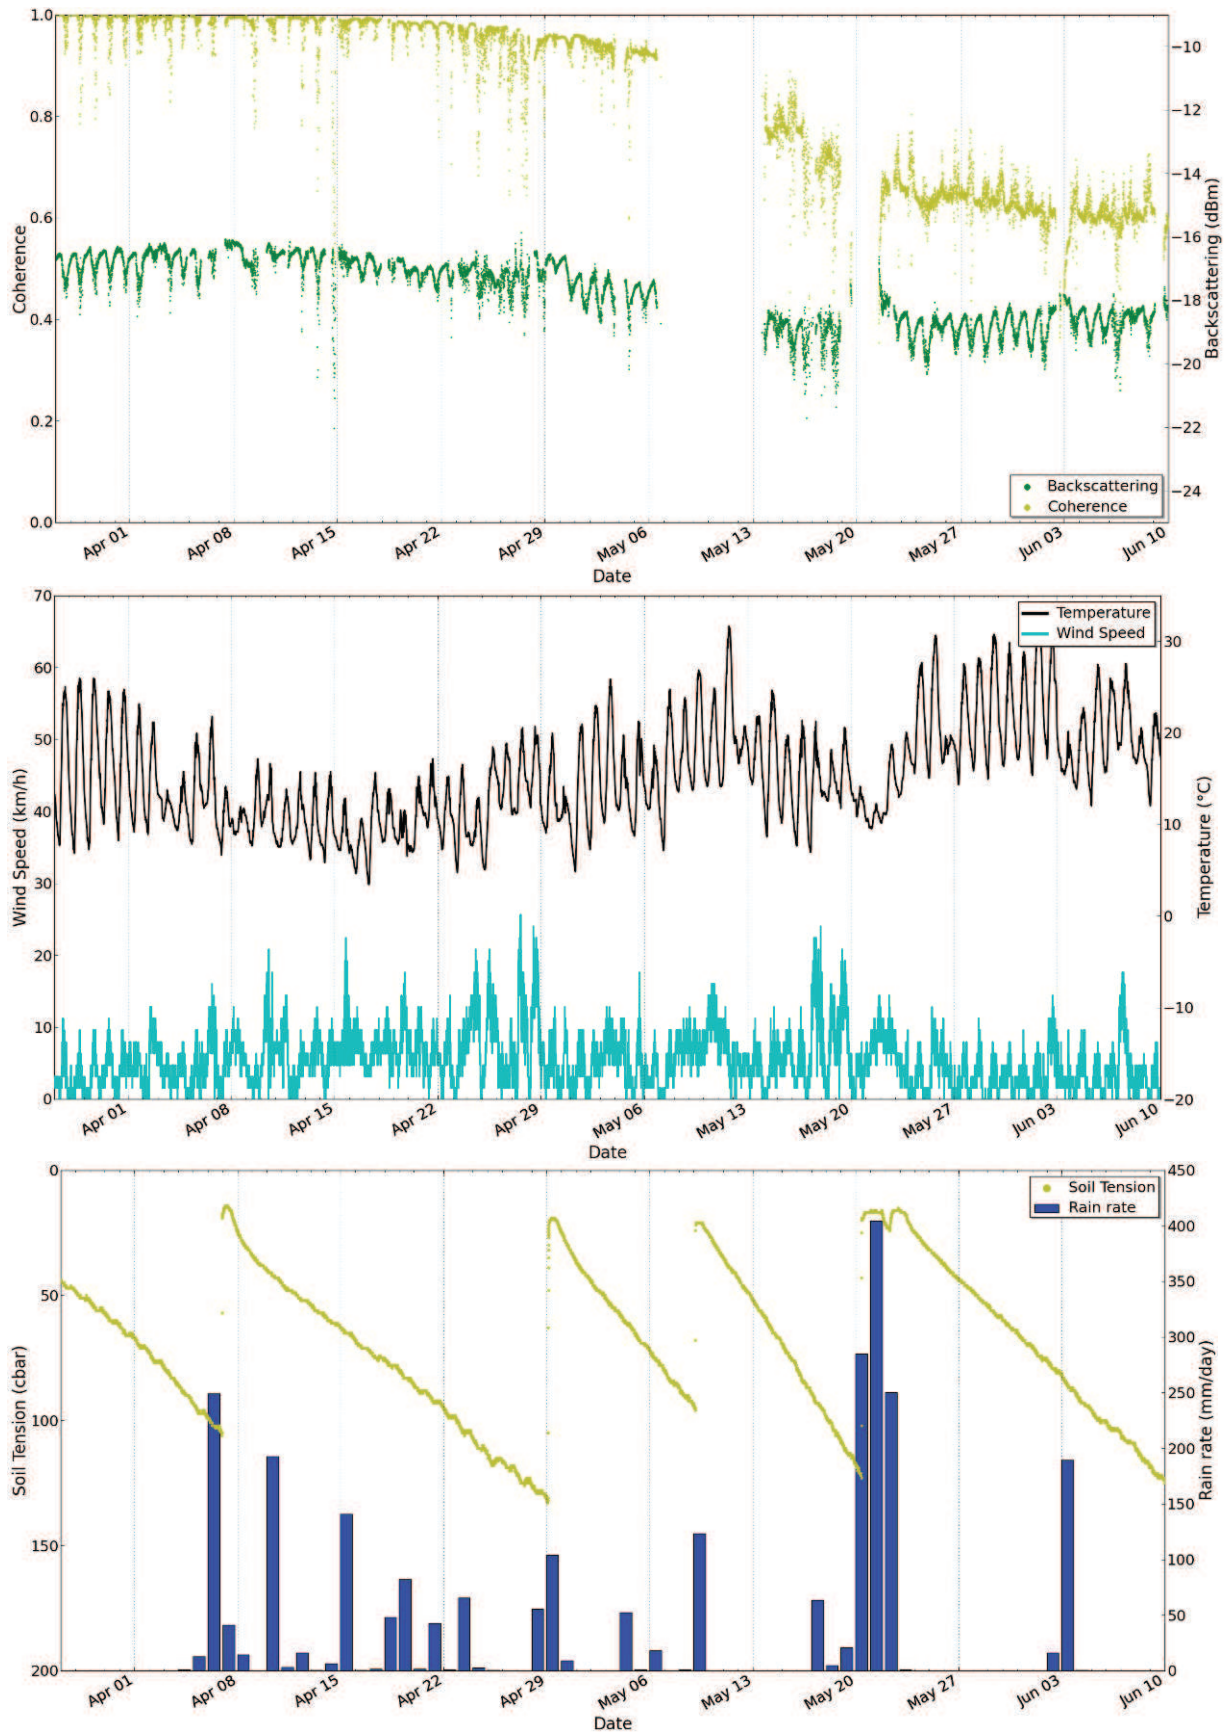 1.0
0.8
0.6
0.4
0.2
0.0
Coherence
−10
−12
−14
−16
−18
−20
−22
−24
Backscattering (dBm)
Backscattering
Coherence
Apr 01 Apr 08 Apr 15 Apr 22 Apr 29 May 06 May 13 May 20 May 27 Jun 03 Jun 10
Date
70
60
50
40
30
20
10
0
Wind Speed (km/h)
30
20
10
0
−10
−20
Temperature (°C)
Temperature
Wind Speed
Apr 01 Apr 08 Apr 15 Apr 22 Apr 29 May 06 May 13 May 20 May 27 Jun 03 Jun 10
Date
0
50
100
150
200
Soil Tension (cbar)
450
400
350
300
250
200
150
100
50
0
Rain rate (mm/day)
Soil Tension
Rain rate
Apr 01 Apr 08 Apr 15 Apr 22 Apr 29 May 06 May 13 May 20 May 27 Jun 03 Jun 10
Date